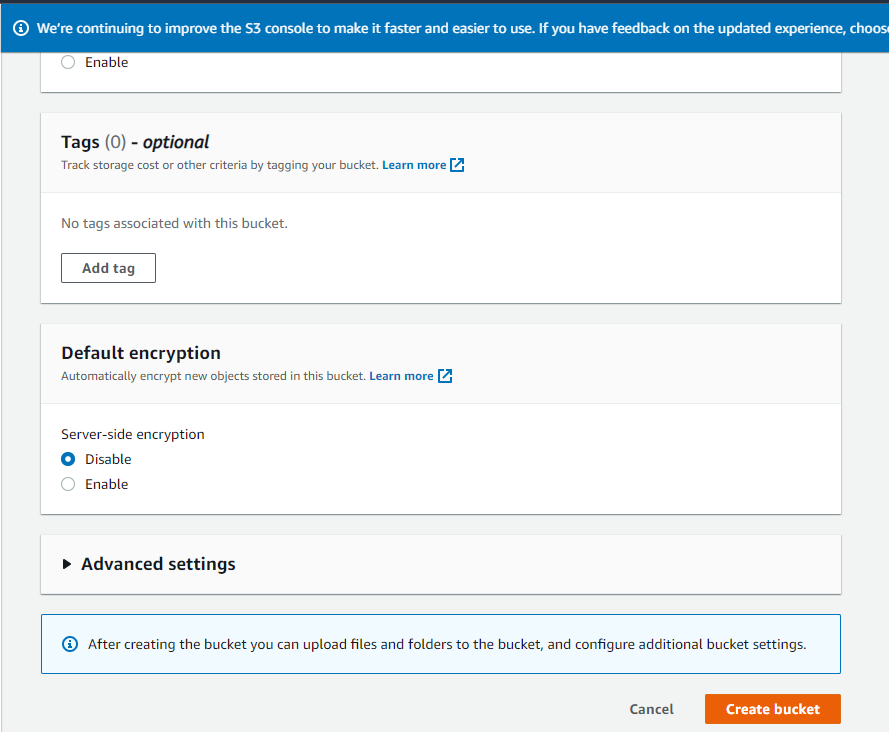 We're continuing to improve the S3 console to make it faster and easier to use. If you have feedback on the updated experience, choose
Enable
Tags (0) - optional
Track storage cost or other criteria by tagging your bucket. Learn more
No tags associated with this bucket.
Add tag
Default encryption
Automatically encrypt new objects stored in this bucket. Learn more
Server-side encryption
Disable
Enable
Advanced settings
After creating the bucket you can upload files and folders to the bucket, and configure additional bucket settings.
Cancel Create bucket